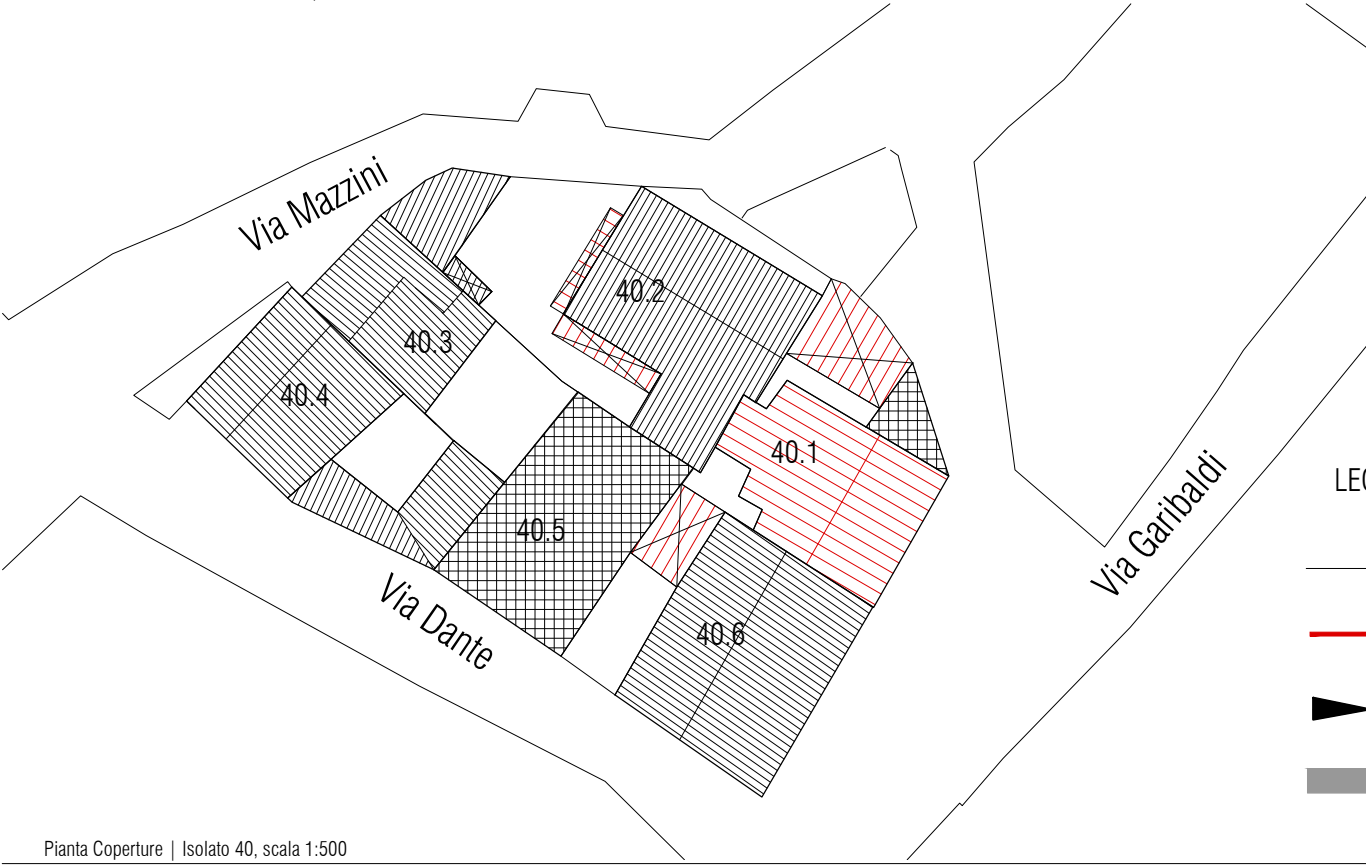 Via Mazzini
40.2
40.3
40.4
40.1
LEG
40.5
Via Garibaldi
Via Dante
40.6
Pianta Coperture | Isolato 40, scala 1:500